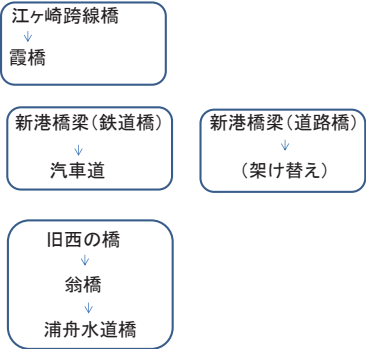 江ヶ崎跨線橋
↓
霞橋
新港橋梁（鉄道橋）
↓
汽車道
新港橋梁（道路橋）
↓
（架け替え）
旧西の橋
↓
翁橋
↓
浦舟水道橋